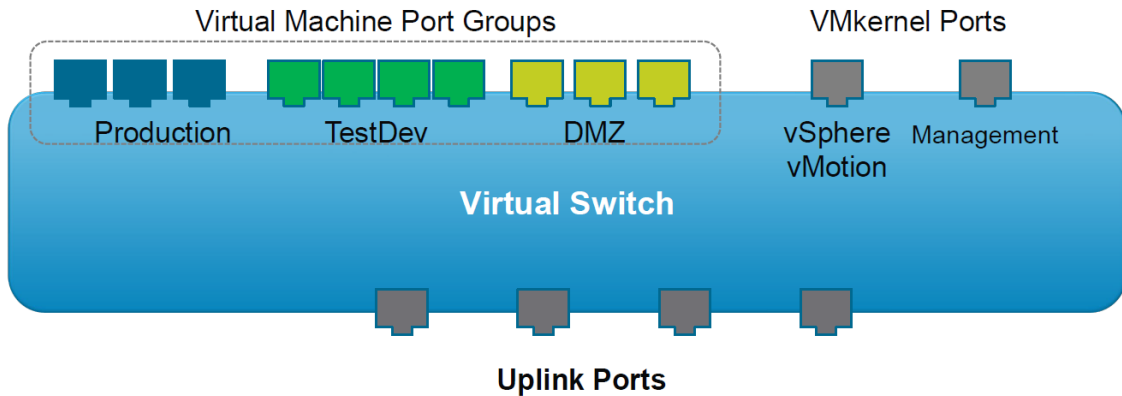 Virtual Machine Port Groups
VMkernel Ports
Production
TestDev
DMZ
vSphere
vMotion
Management
Virtual Switch
Uplink Ports